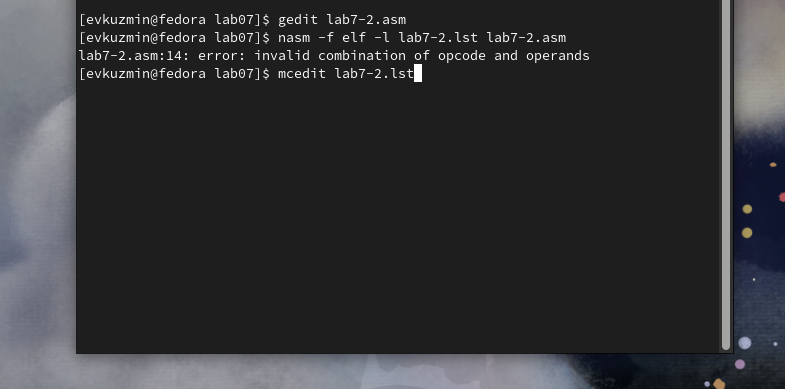 [evkuzmin@fedora lab07]$ gedit lab7-2.asm
[evkuzmin@fedora lab07]$ nasm -f elf -l lab7-2.lst lab7-2.asm
lab7-2.asm:14: error: invalid combination of opcode and operands
[evkuzmin@fedora lab07]$ mcedit lab7-2.lst